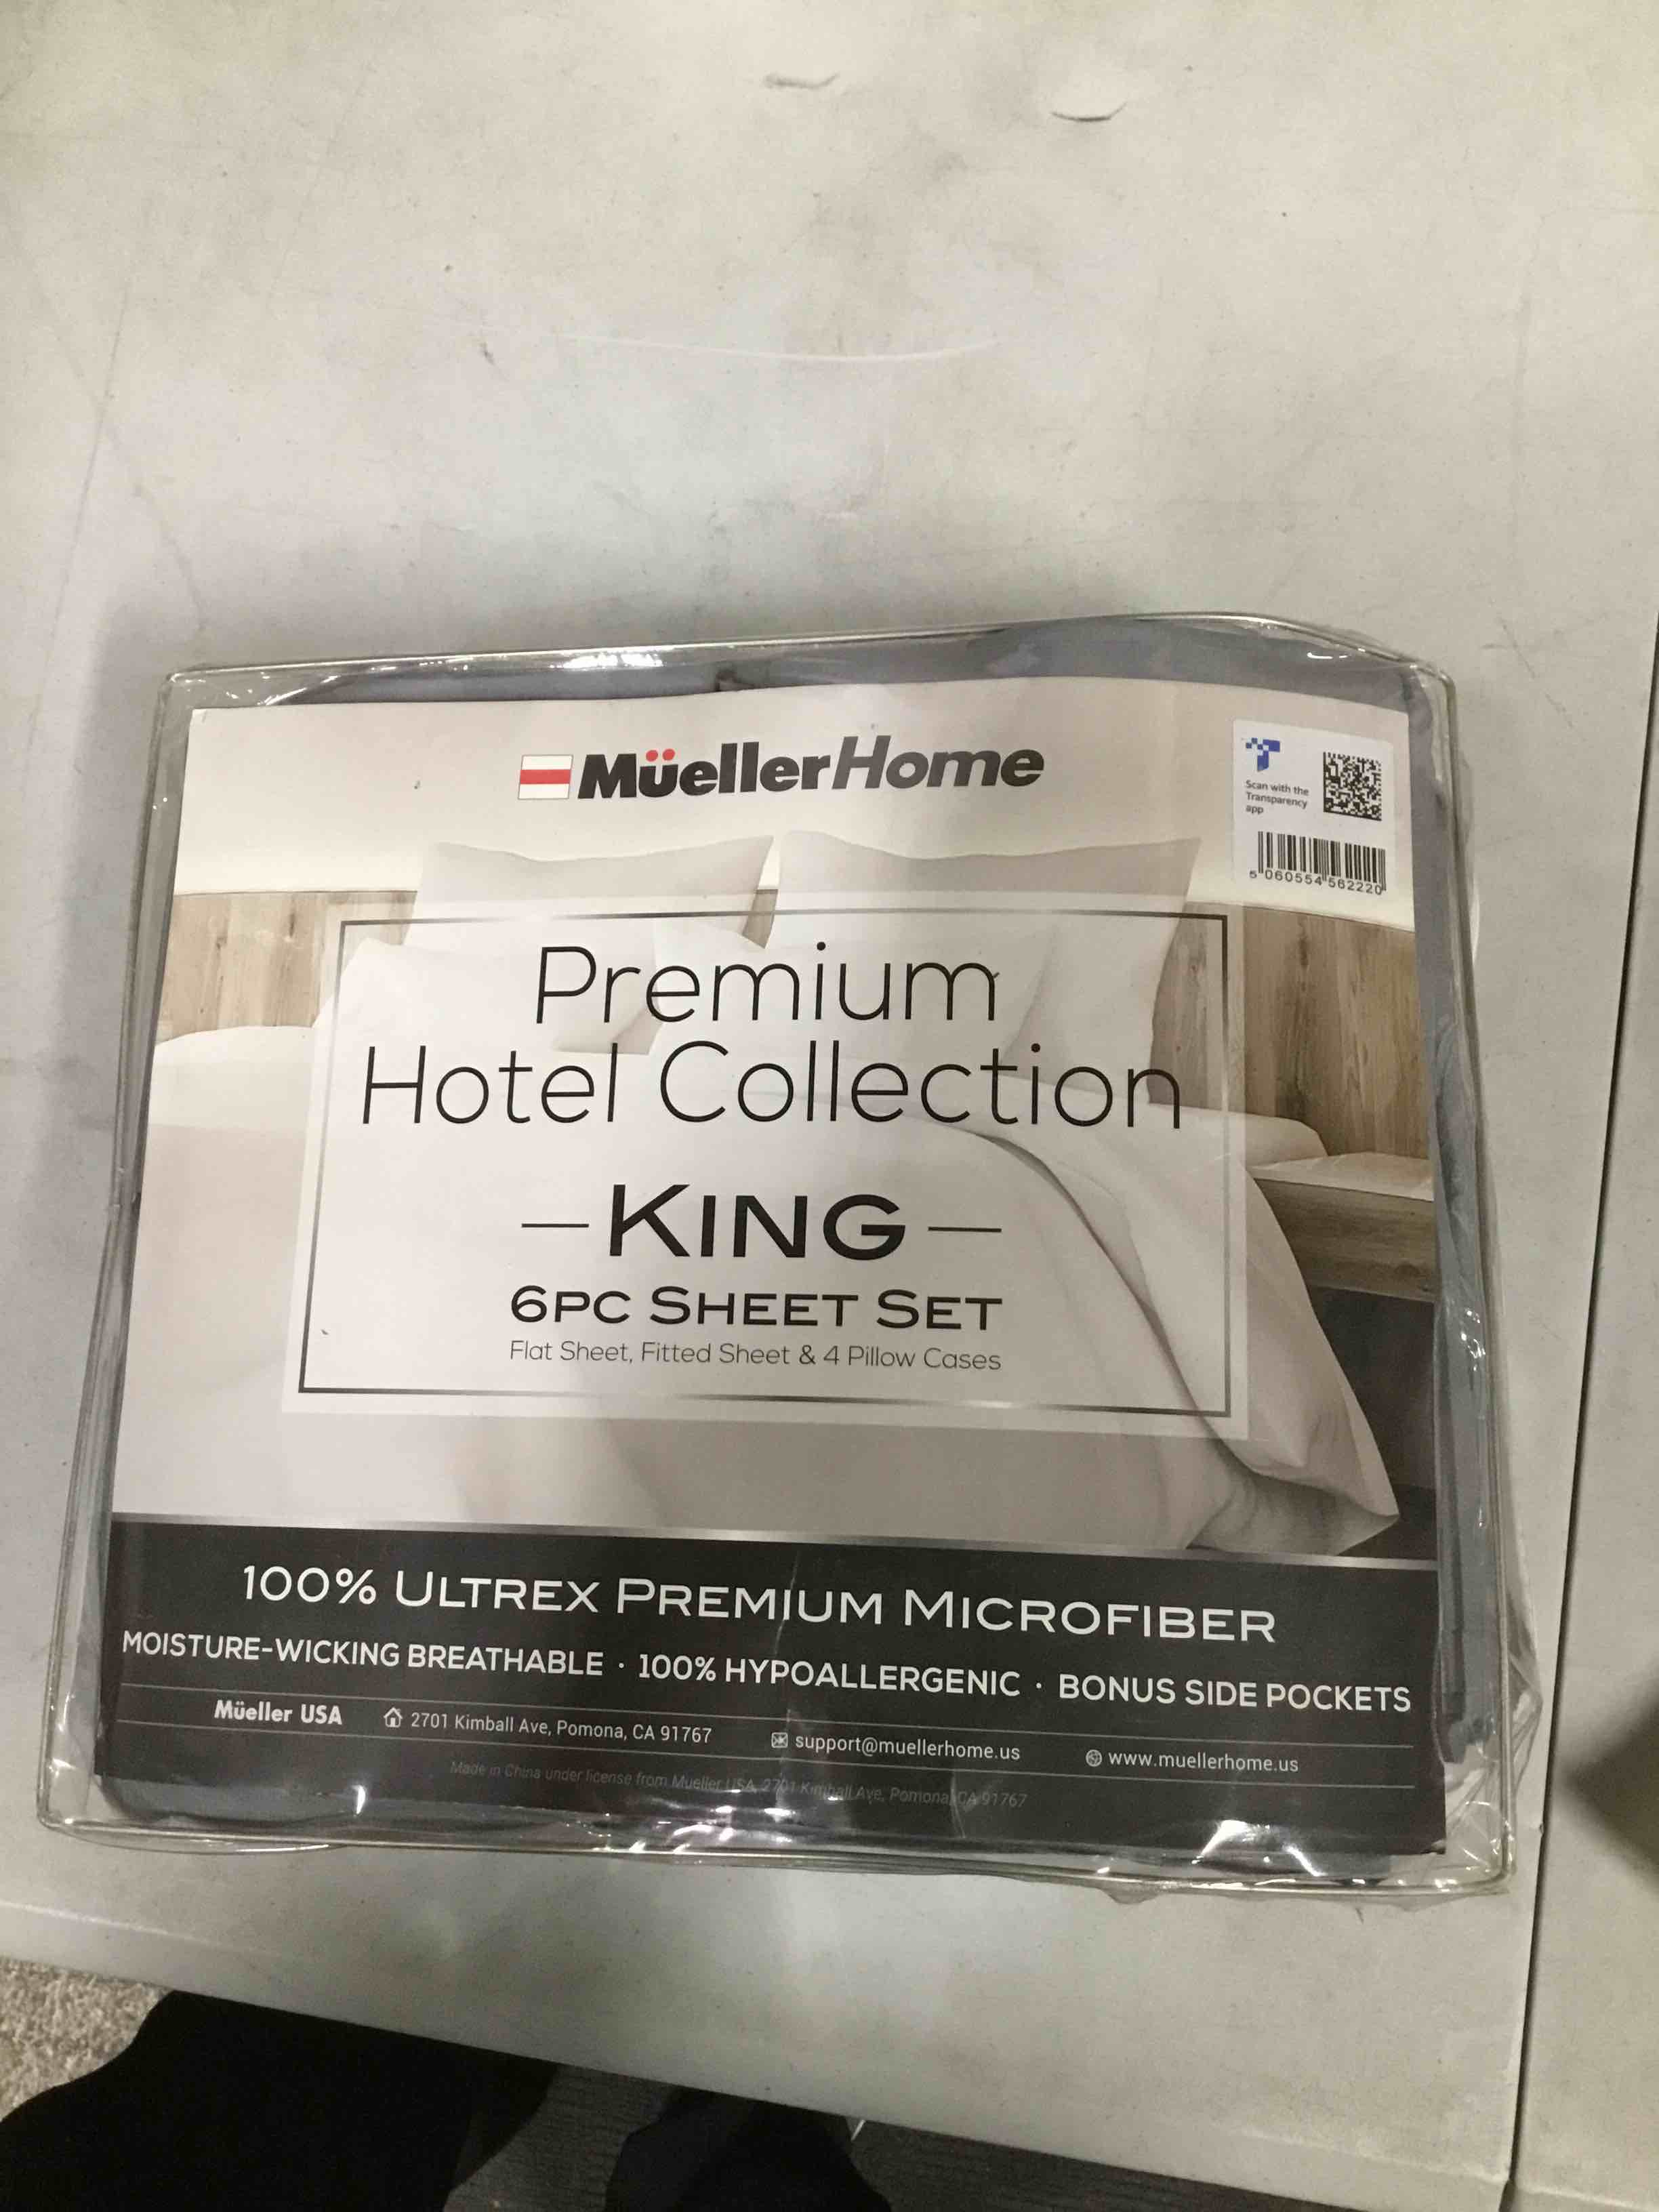 MüellerHome
Scan with the
Transparency
app
5 060554 562220
Premium
Hotel Collection
KING
6PC SHEET SET
Flat Sheet, Fitted Sheet & 4 Pillow Cases
100% ULTREX PREMIUM MICROFIBER
MOISTURE-WICKING BREATHABLE · 100% HYPOALLERGENIC · BONUS SIDE POCKETS
Müeller USA 2701 Kimball Ave, Pomona, CA 91767 support@muellerhome.us www.muellerhome.us
Made in China under license from Mueller USA, 2701 Kimball Ave, Pomona, CA 91767